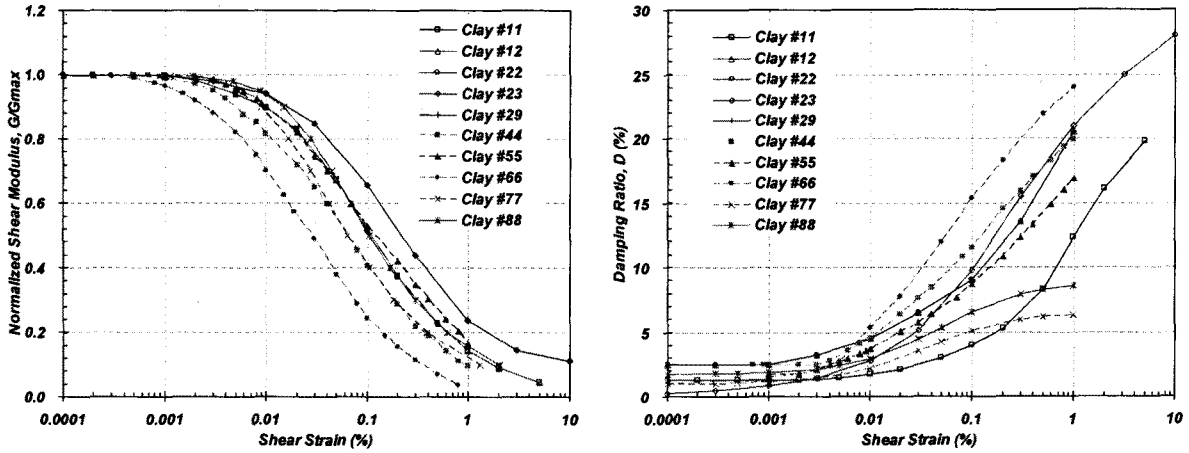 1.2
1.0
0.8
0.6
0.4
0.2
0.0
Normalized Shear Modulus, G/Gmax
0.0001
0.001
0.01
0.1
1
10
Shear Strain (%)
Clay #11
Clay #12
Clay #22
Clay #23
Clay #29
Clay #44
Clay #55
Clay #66
Clay #77
Clay #88
30
25
20
15
10
5
0
Damping Ratio, D (%)
0.0001
0.001
0.01
0.1
1
10
Shear Strain (%)
Clay #11
Clay #12
Clay #22
Clay #23
Clay #29
Clay #44
Clay #55
Clay #66
Clay #77
Clay #88